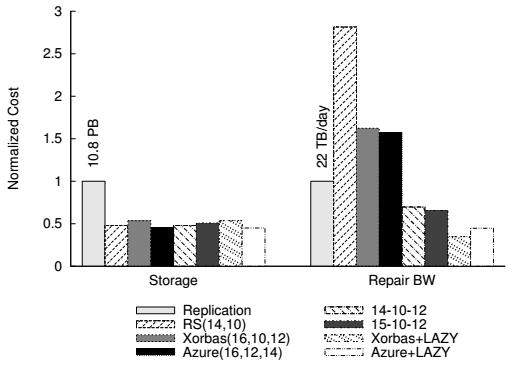 3
2.5
2
1.5
1
0.5
0
Normalized Cost
10.8 PB
22 TB/day
Storage
Repair BW
Replication
RS(14,10)
Xorbas(16,10,12)
Azure(16,12,14)
14-10-12
15-10-12
Xorbas+LAZY
Azure+LAZY